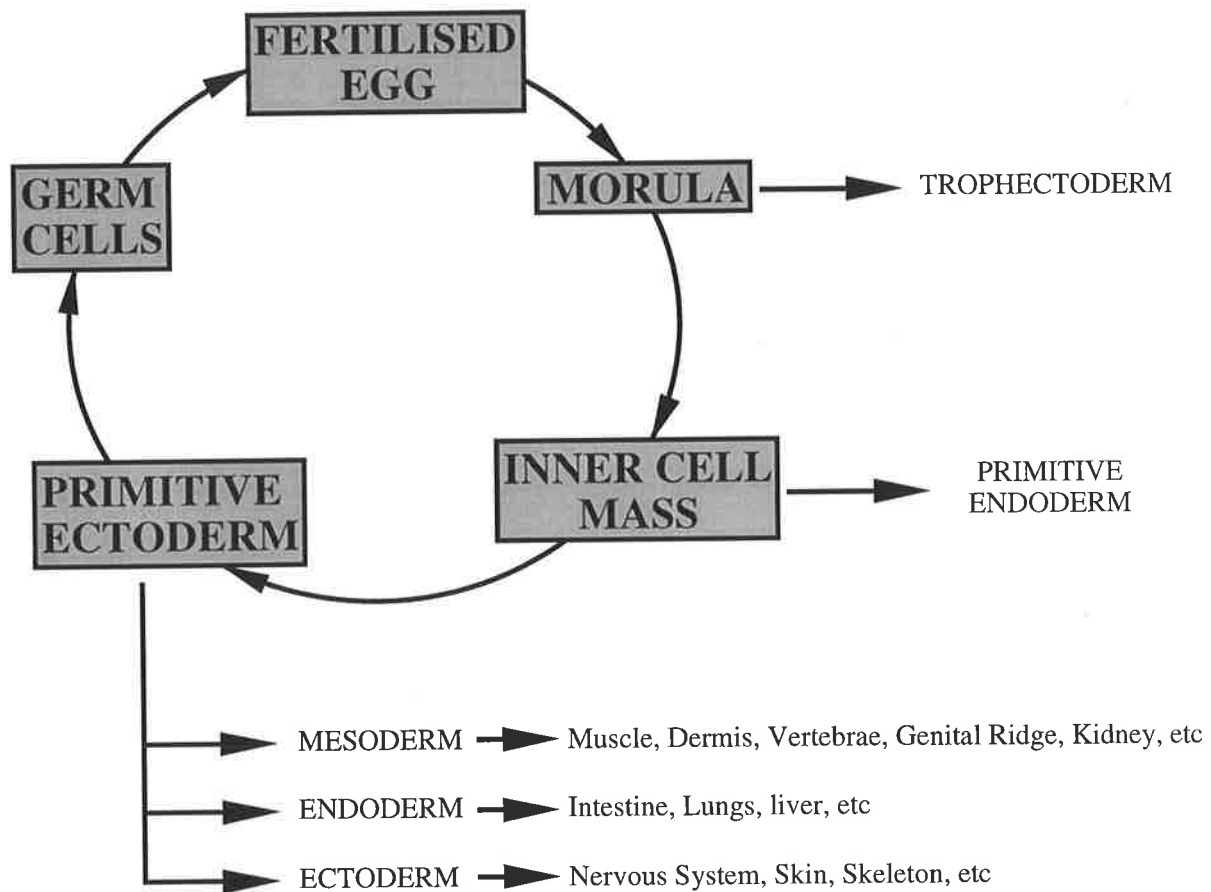 FERTILISED
EGG
GERM
CELLS
MORULA
TROPHECTODERM
INNER CELL
MASS
PRIMITIVE
ENDODERM
PRIMITIVE
ECTODERM
MESODERM
Muscle, Dermis, Vertebrae, Genital Ridge, Kidney, etc
ENDODERM
Intestine, Lungs, liver, etc
ECTODERM
Nervous System, Skin, Skeleton, etc